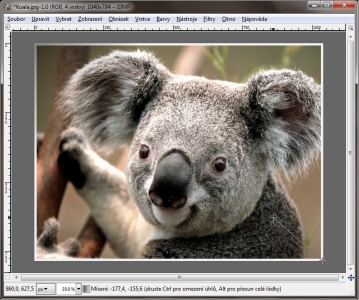 *Koala.jpg-1.0 (RGB, 4 vrstvy) 1040x784 – GIMP
Soubor Upravit Vybrat Zobrazení Obrázek Vrstva Barvy Nástroje Filtry Okno Nápověda
860,0, 627,5 px 33,3 % Mísení: -177,4, -155,6 (zkuste Ctrl pro omezení úhlů, Alt pro přesun celé řádky)